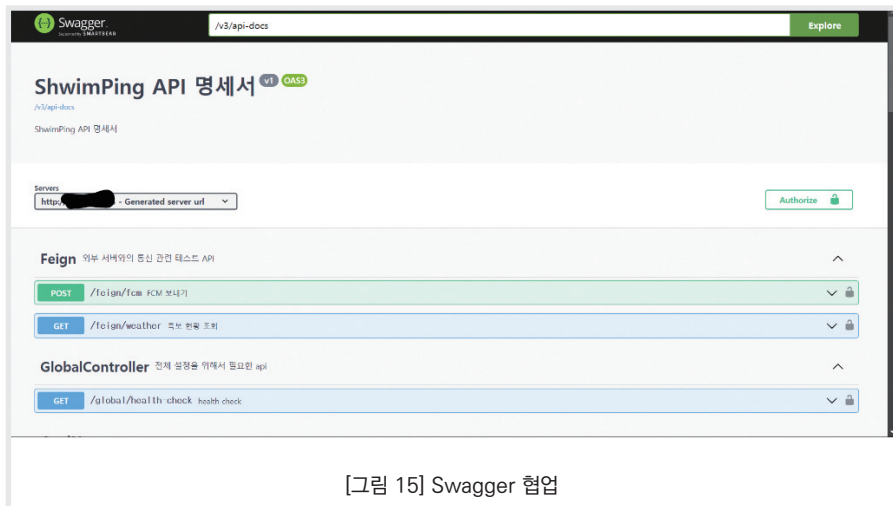 Swagger.
Supported by SMARTBEAR
/v3/api-docs
Explore
ShwimPing API 명세서 v1 OAS3
/v3/api-docs
ShwimPing API 명세서
Servers
http:/ - Generated server url
Authorize
Feign 외부 서버와의 통신 관련 테스트 API
POST /feign/fcm FCM 보내기
GET /feign/weather 특보 현황 조회
GlobalController 전체 설정을 위해서 필요한 api
GET /global/health-check health check
[그림 15] Swagger 협업